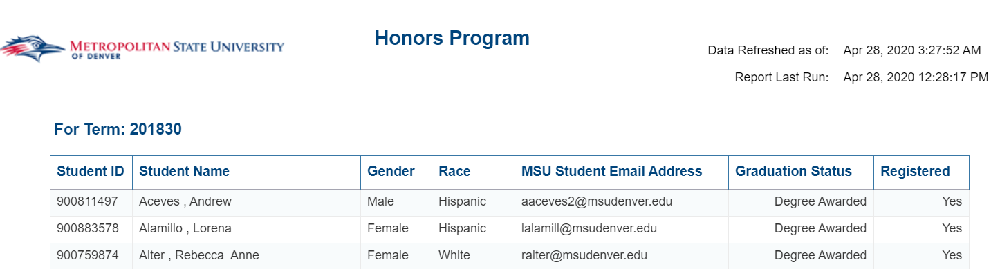 METROPOLITAN STATE UNIVERSITY
OF DENVER
Honors Program
Data Refreshed as of: Apr 28, 2020 3:27:52 AM
Report Last Run: Apr 28, 2020 12:28:17 PM
For Term: 201830
Student ID Student Name Gender Race MSU Student Email Address Graduation Status Registered
900811497 Aceves , Andrew Male Hispanic aaceves2@msudenver.edu Degree Awarded Yes
900883578 Alamillo , Lorena Female Hispanic lalamill@msudenver.edu Degree Awarded Yes
900759874 Alter , Rebecca  Anne Female White ralter@msudenver.edu Degree Awarded Yes